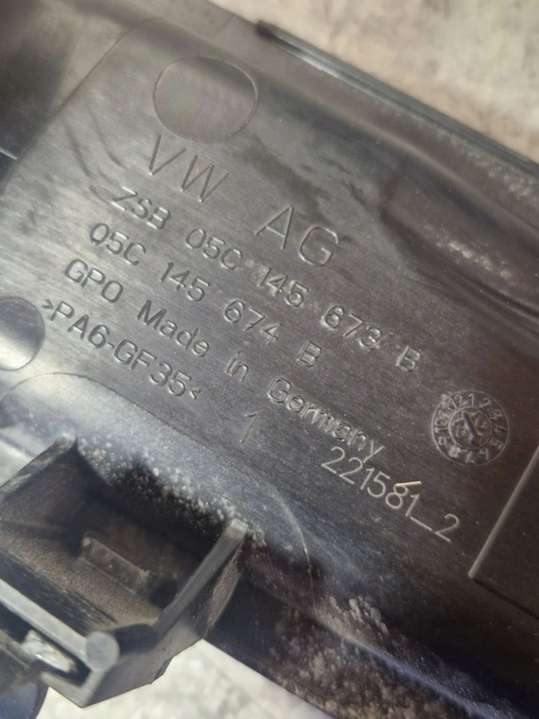 VW AG
ZSB 05C 145 673 B
05C 145 674 B
GPO Made in Germany
>PA6-GF35<
1
221581_2